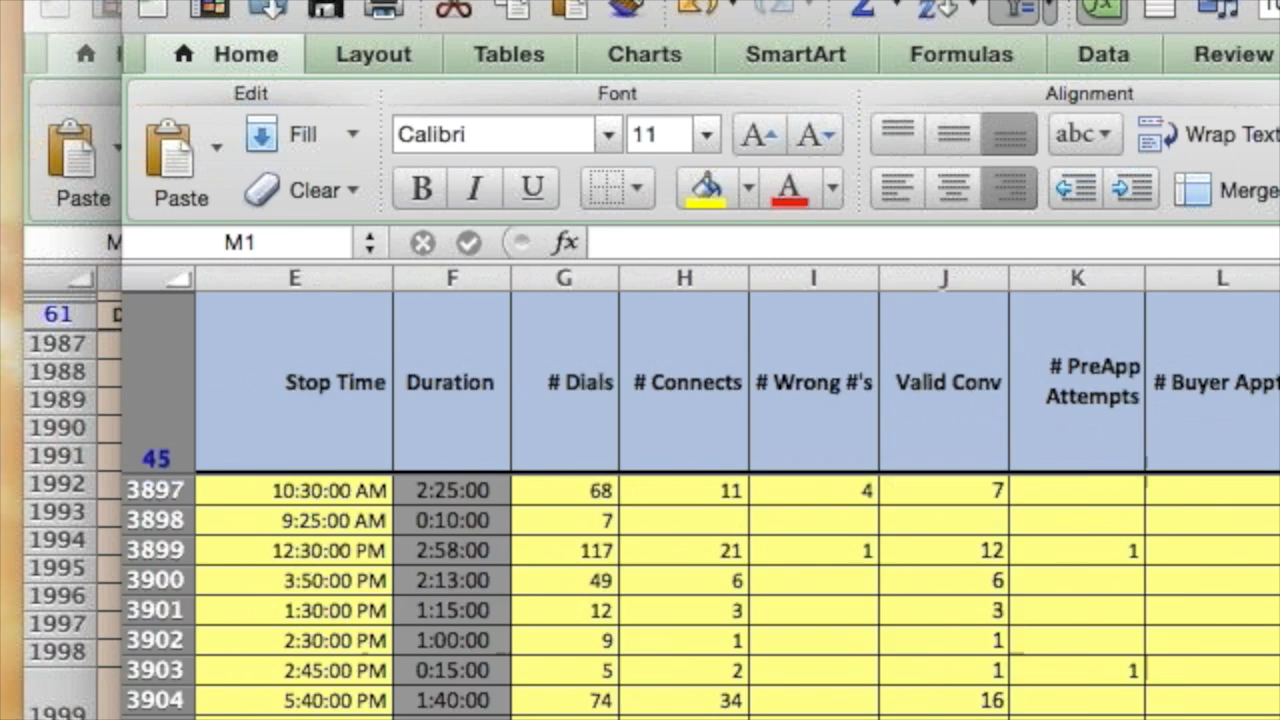 Home Layout Tables Charts SmartArt Formulas Data Review
Edit Font Alignment
Fill Calibri 11 A A abc Wrap Text
Paste Paste Clear B I U A Merge
M1 fx
E F G H I J K L
61 45 Stop Time Duration # Dials # Connects # Wrong #'s Valid Conv # PreApp Attempts # Buyer Appt
1987
1988
1989
1990
1991
1992
1993
1994
1995
1996
1997
1998
1999
3897 10:30:00 AM 2:25:00 68 11 4 7
3898 9:25:00 AM 0:10:00 7
3899 12:30:00 PM 2:58:00 117 21 1 12 1
3900 3:50:00 PM 2:13:00 49 6 6
3901 1:30:00 PM 1:15:00 12 3 3
3902 2:30:00 PM 1:00:00 9 1 1
3903 2:45:00 PM 0:15:00 5 2 1 1
3904 5:40:00 PM 1:40:00 74 34 16